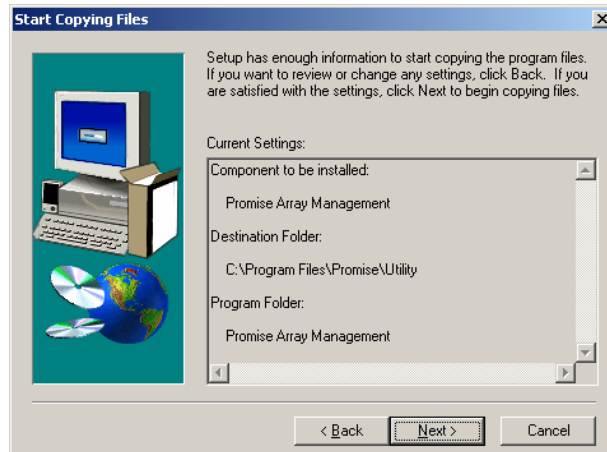 Start Copying Files
Setup has enough information to start copying the program files.
If you want to review or change any settings, click Back. If you
are satisfied with the settings, click Next to begin copying files.
Current Settings:
Component to be installed:
Promise Array Management
Destination Folder:
C:\Program Files\Promise\Utility
Program Folder:
Promise Array Management
< Back
Next >
Cancel